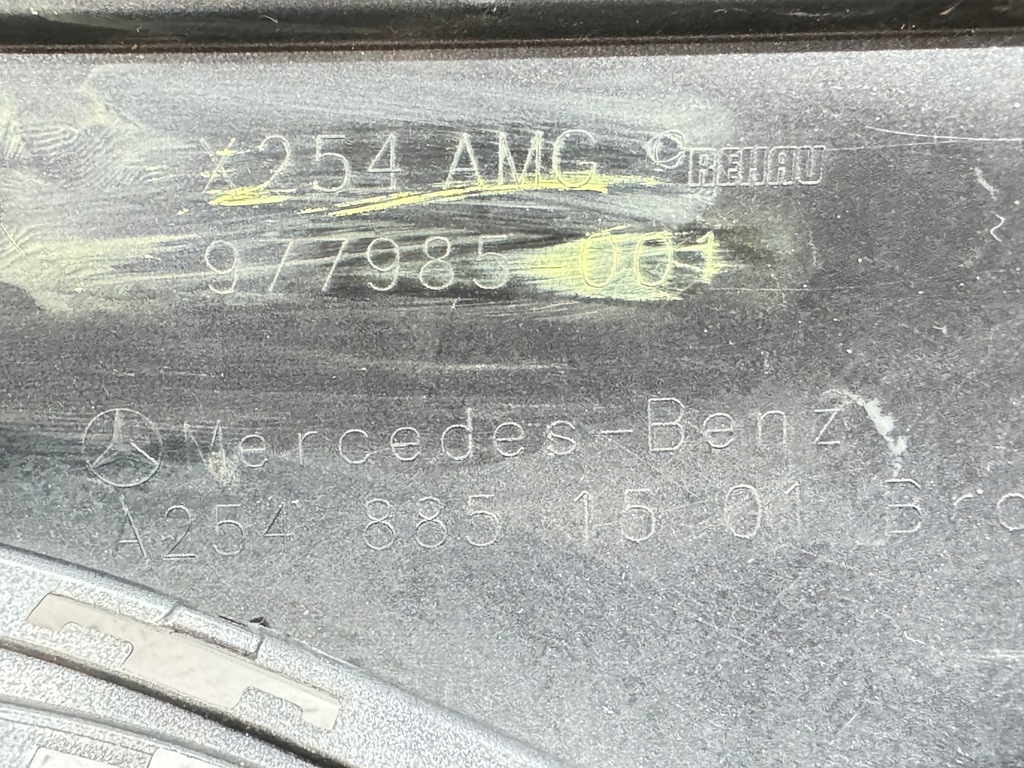 X254 AMG © REHAU
977985 001
Mercedes-Benz
A254 885 15 01